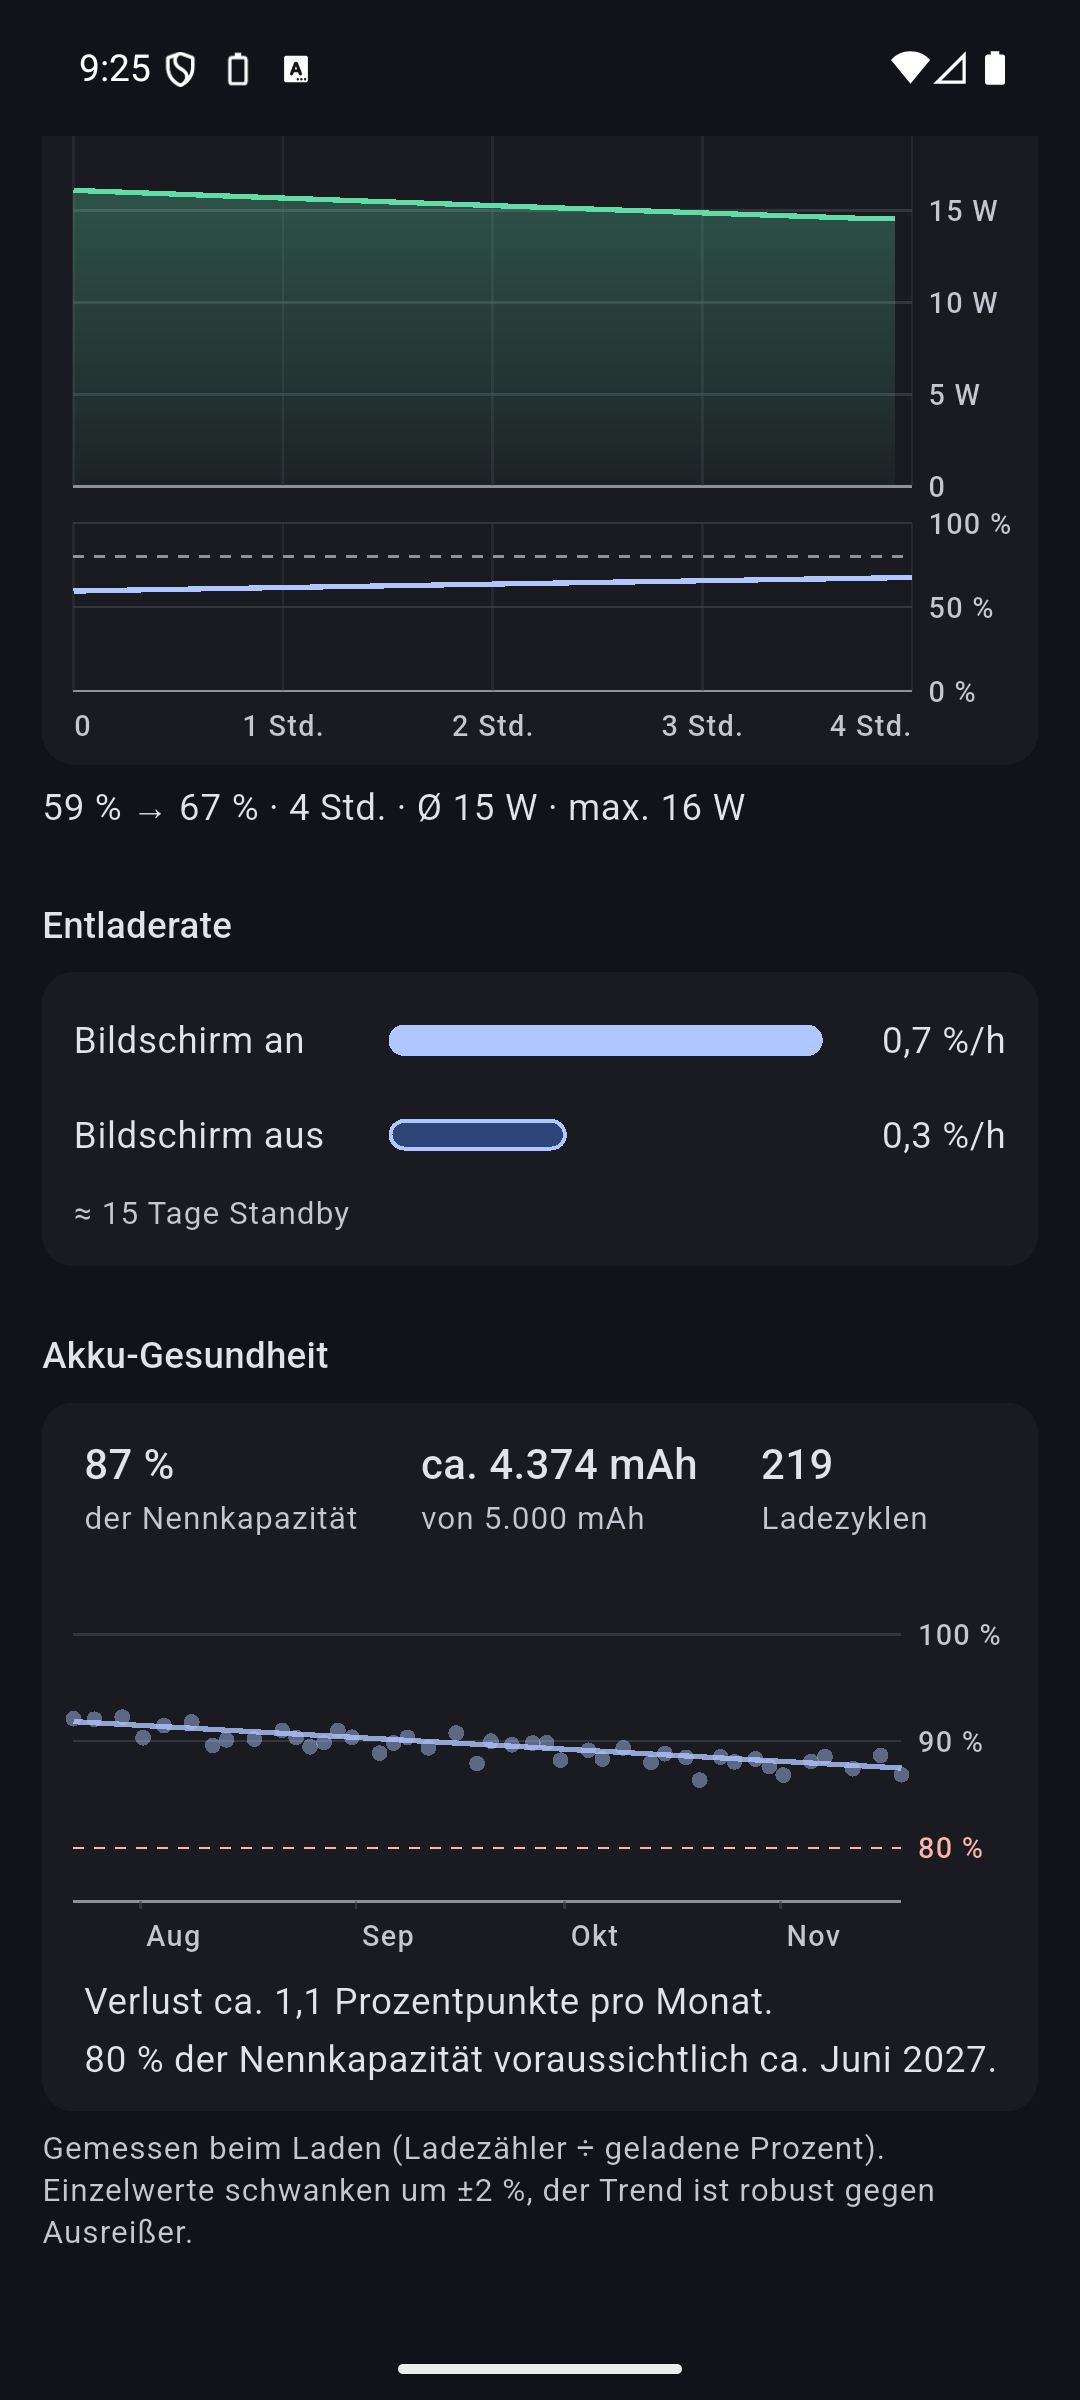 9:25
15 W
10 W
5 W
0
100 %
50 %
0 %
0 1 Std. 2 Std. 3 Std. 4 Std.
59 % → 67 % · 4 Std. · Ø 15 W · max. 16 W
Entladerate
Bildschirm an 0,7 %/h
Bildschirm aus 0,3 %/h
≈ 15 Tage Standby
Akku-Gesundheit
87 % ca. 4.374 mAh 219
der Nennkapazität von 5.000 mAh Ladezyklen
100 %
90 %
80 %
Aug Sep Okt Nov
Verlust ca. 1,1 Prozentpunkte pro Monat.
80 % der Nennkapazität voraussichtlich ca. Juni 2027.
Gemessen beim Laden (Ladezähler ÷ geladene Prozent).
Einzelwerte schwanken um ±2 %, der Trend ist robust gegen
Ausreißer.